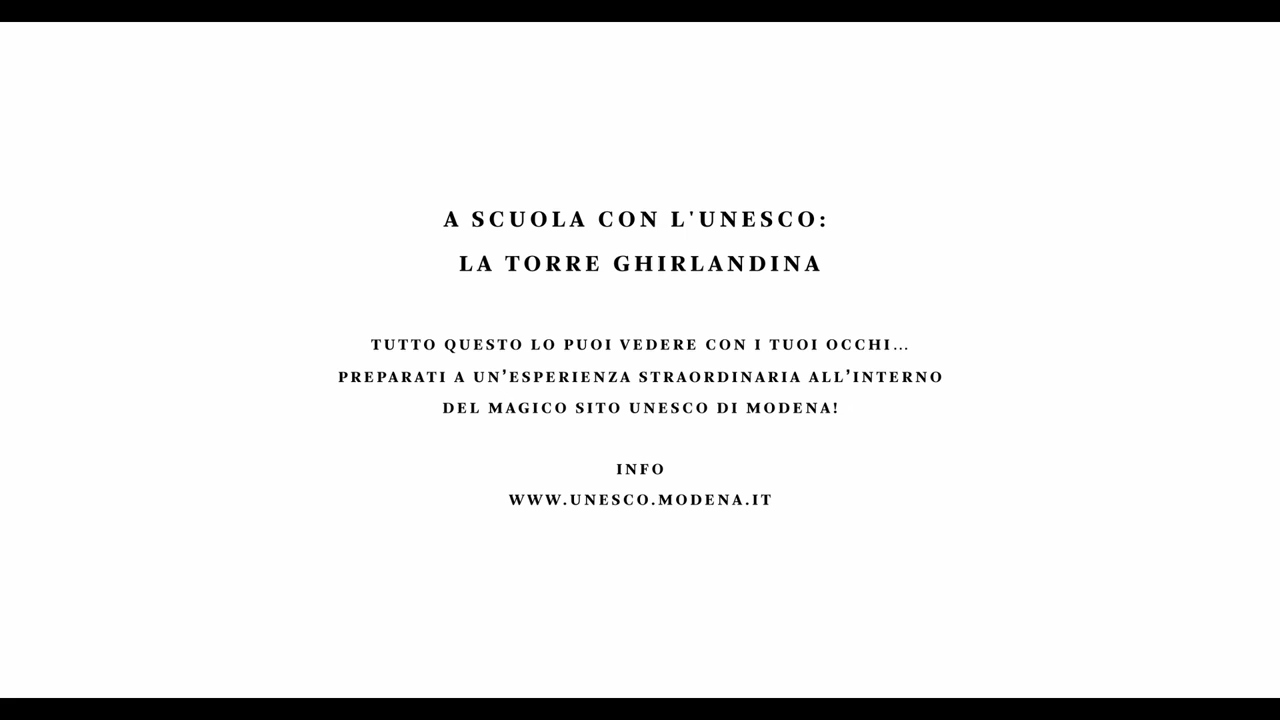 A SCUOLA CON L'UNESCO:
LA TORRE GHIRLANDINA
TUTTO QUESTO LO PUOI VEDERE CON I TUOI OCCHI...
PREPARATI A UN’ESPERIENZA STRAORDINARIA ALL’INTERNO
DEL MAGICO SITO UNESCO DI MODENA!
INFO
WWW.UNESCO.MODENA.IT